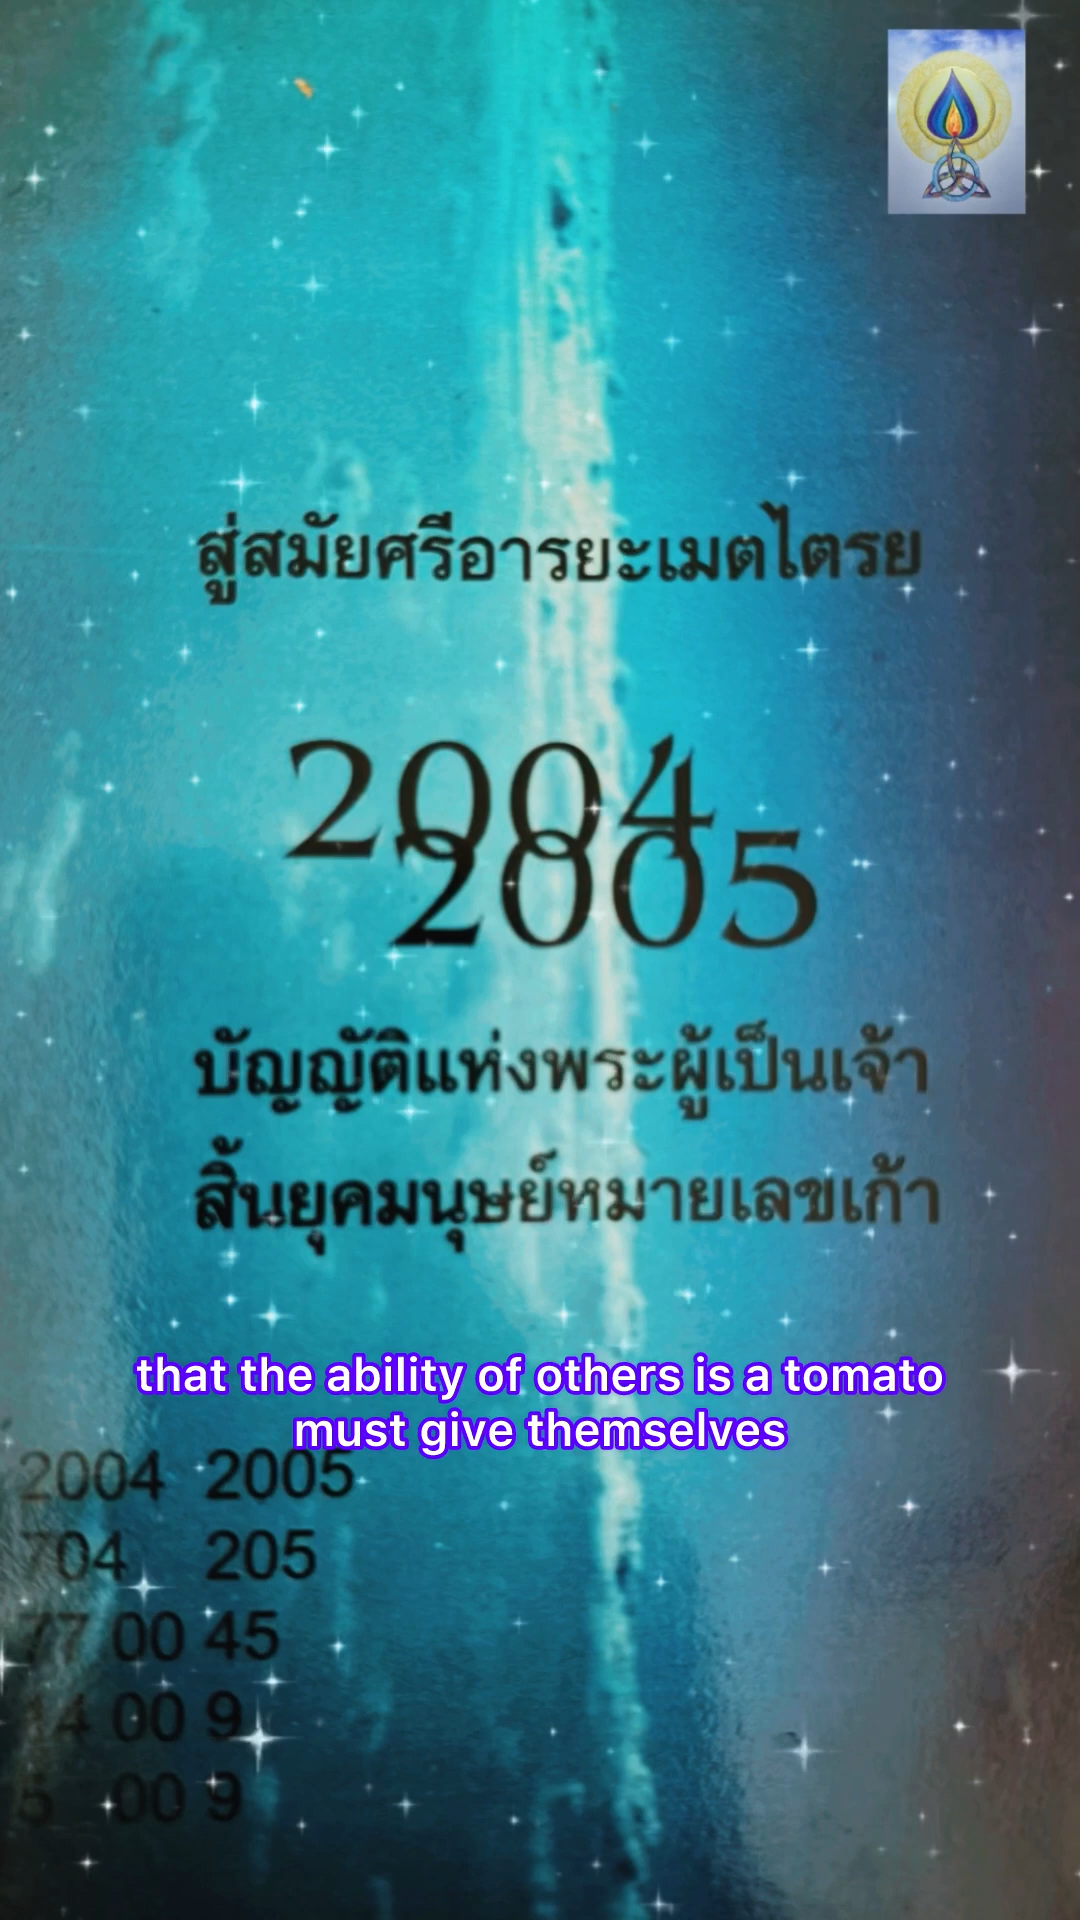 สู่สมัยศรีอารยะเมตไตรย
2004
2005
บัญญัติแห่งพระผู้เป็นเจ้า
สิ้นยุคมนุษย์หมายเลขเก้า
that the ability of others is a tomato
must give themselves
2004 2005
704 205
77 00 45
14 00 9
5 00 9